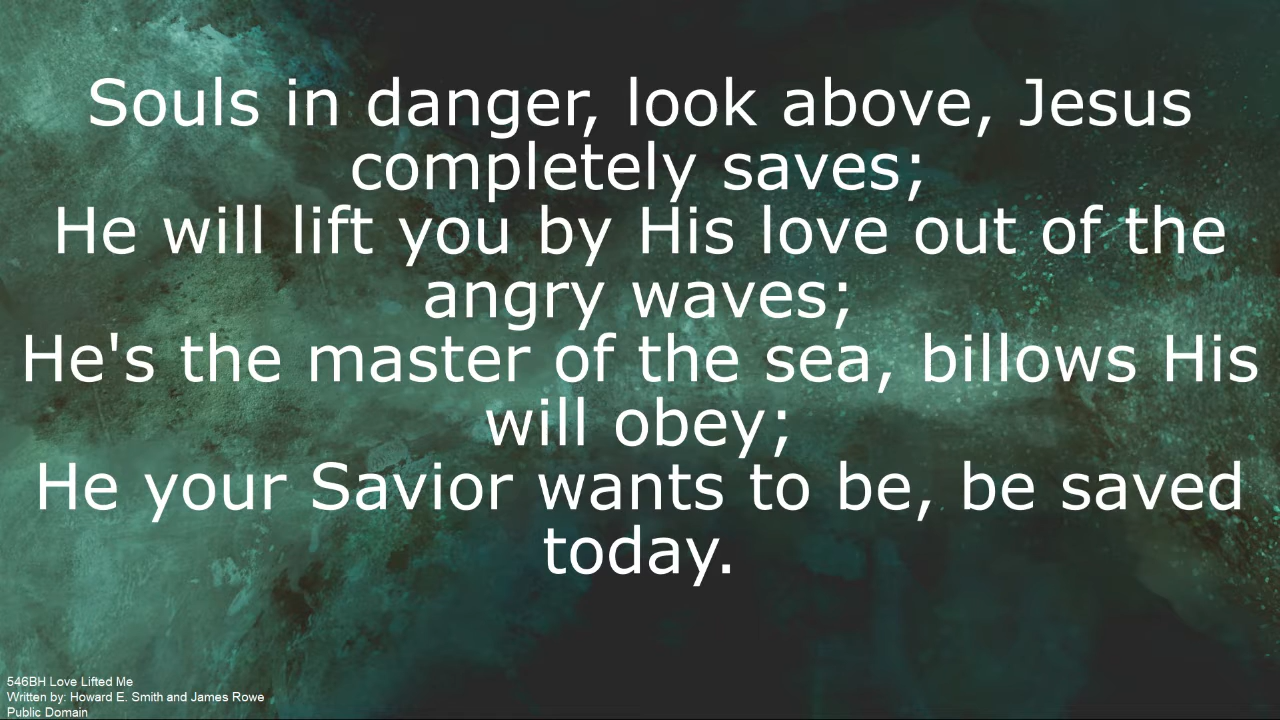 Souls in danger, look above, Jesus
completely saves;
He will lift you by His love out of the
angry waves;
He's the master of the sea, billows His
will obey;
He your Savior wants to be, be saved
today.
546BH Love Lifted Me
Written by: Howard E. Smith and James Rowe
Public Domain